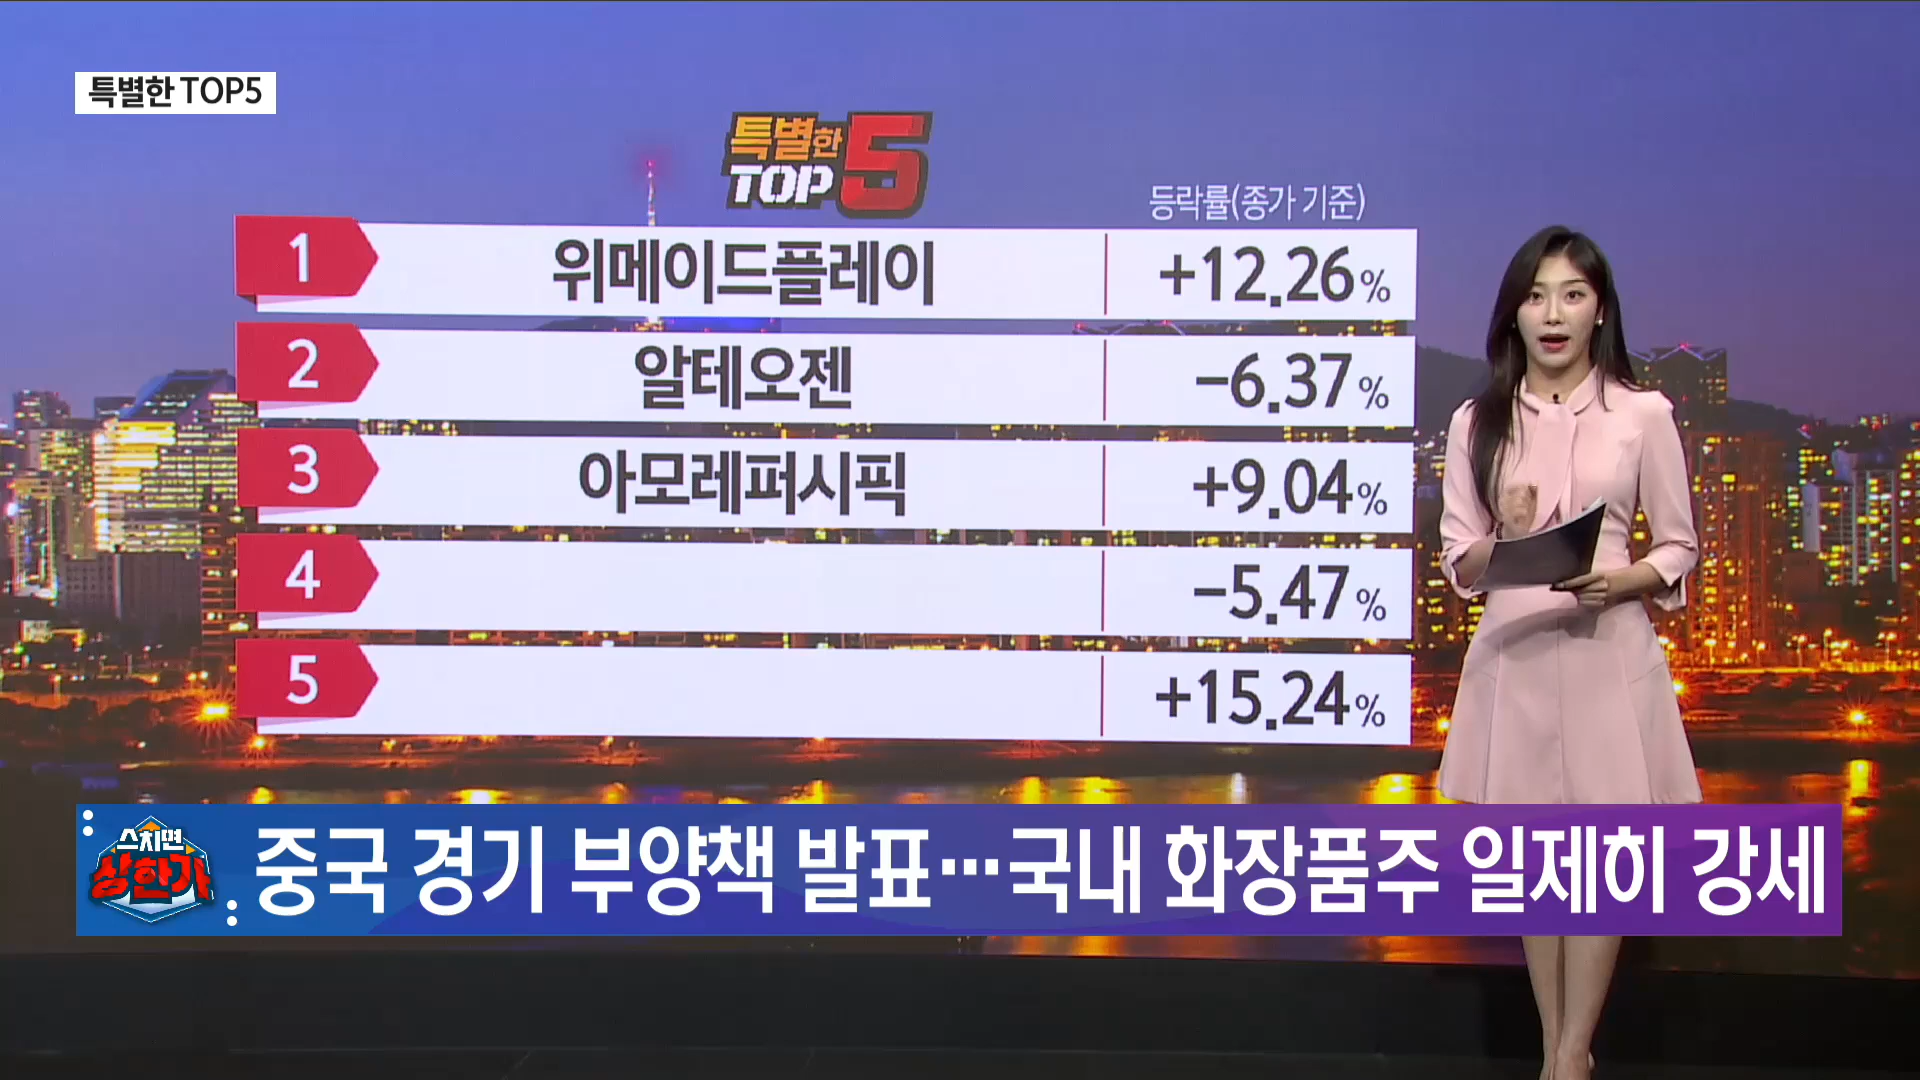 특별한 TOP5
특별한
TOP 5
등락률(종가 기준)
1 위메이드플레이 +12.26%
2 알테오젠 -6.37%
3 아모레퍼시픽 +9.04%
4 -5.47%
5 +15.24%
스치면
상한가
중국 경기 부양책 발표…국내 화장품주 일제히 강세